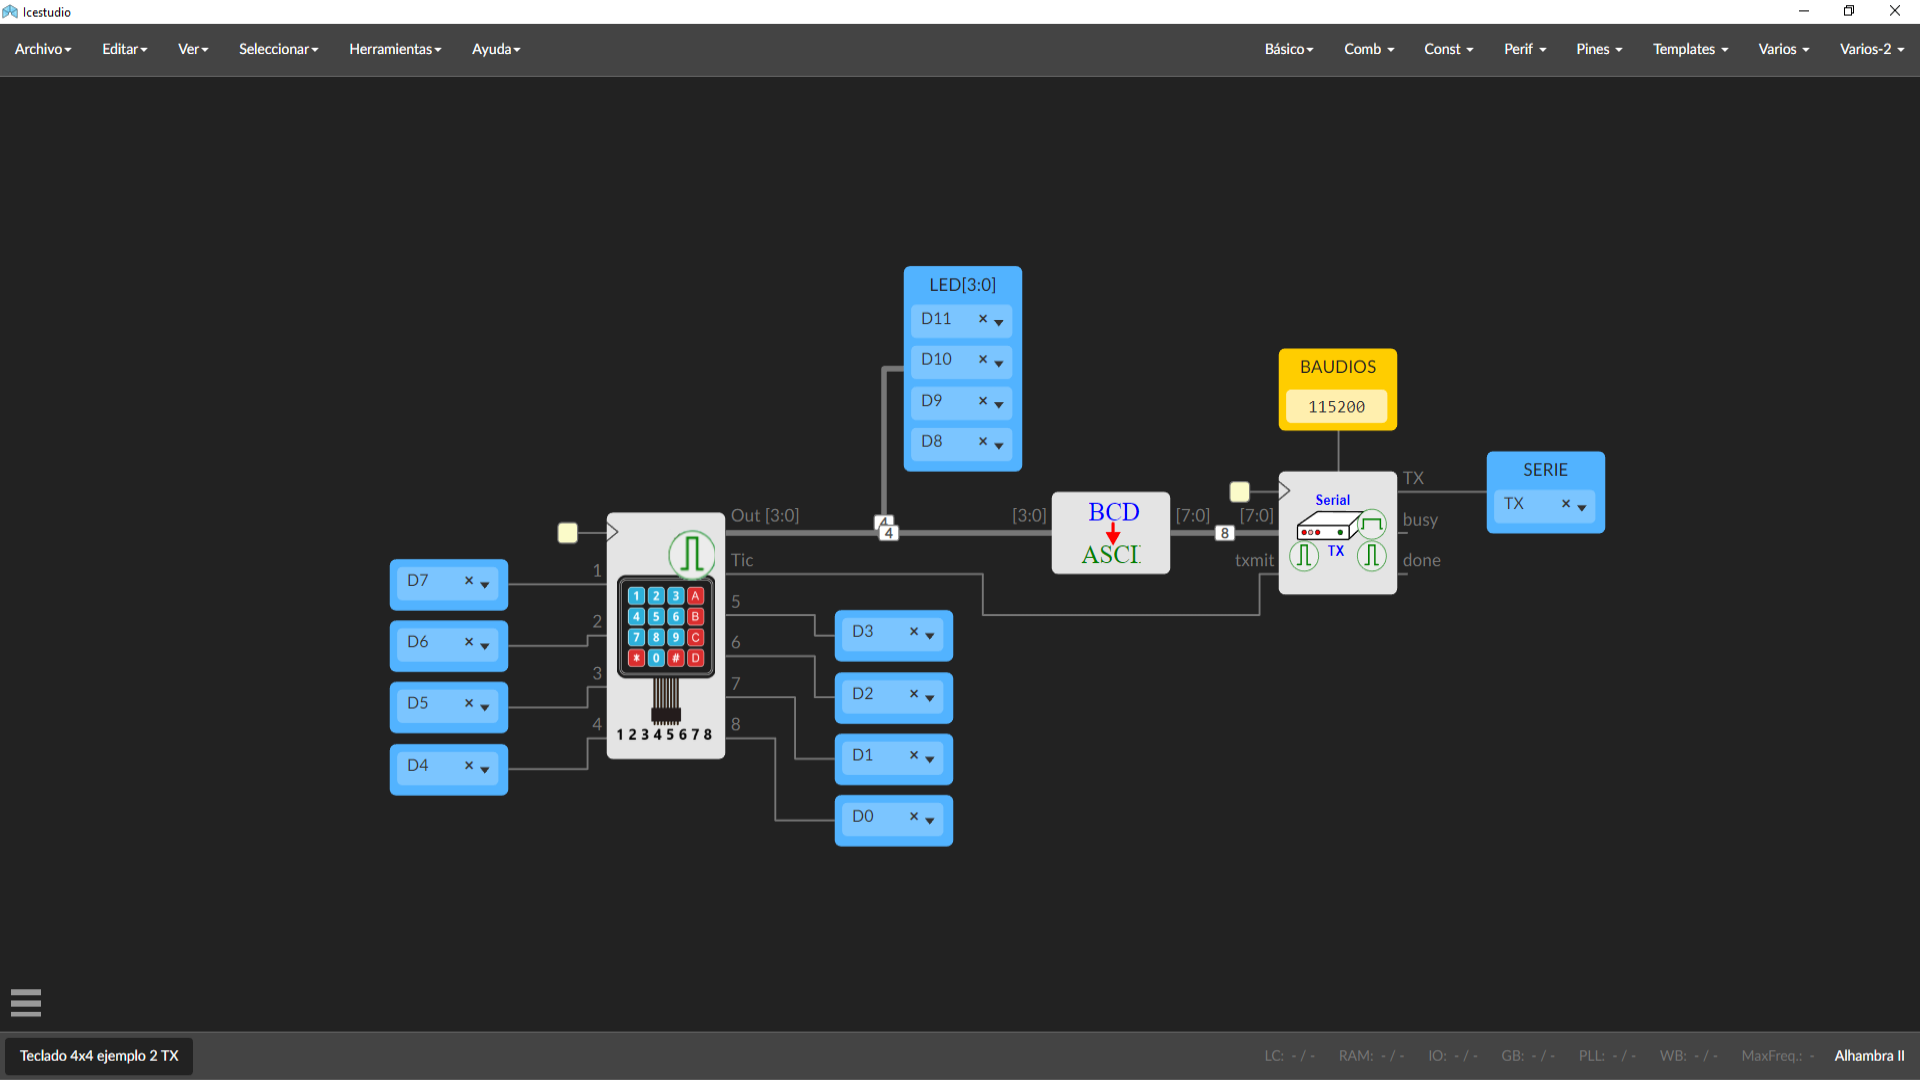 Icestudio
Archivo Editar Ver Seleccionar Herramientas Ayuda Básico Comb Const Perif Pines Templates Varios Varios-2
LED[3:0]
D11 ×
D10 ×
D9 ×
D8 ×
BAUDIOS
115200
SERIE
TX ×
Out [3:0]
4
4
[3:0]
BCD
ASCI
[7:0]
8
[7:0]
txmit
Serial
TX
TX
busy
done
Tic
D7 ×
D6 ×
D5 ×
D4 ×
1
2
3
4
1 2 3 A
4 5 6 B
7 8 9 C
* 0 # D
1 2 3 4 5 6 7 8
5
6
7
8
D3 ×
D2 ×
D1 ×
D0 ×
Teclado 4x4 ejemplo 2 TX
LC: - / - RAM: - / - IO: - / - GB: - / - PLL: - / - WB: - / - MaxFreq.: - Alhambra II